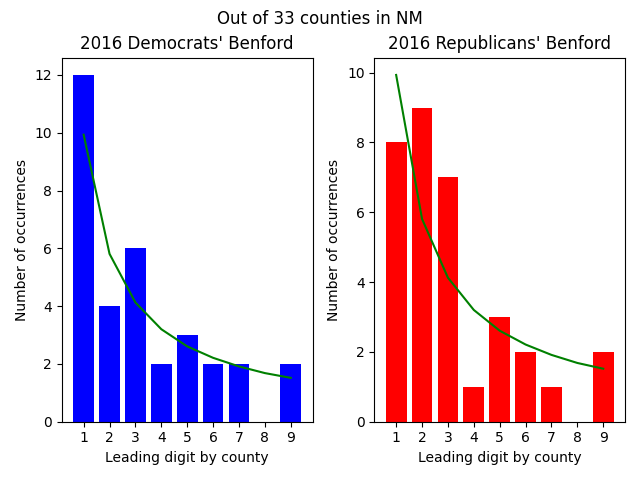 Out of 33 counties in NM
2016 Democrats' Benford
2016 Republicans' Benford
Number of occurrences
12
10
8
6
4
2
0
1 2 3 4 5 6 7 8 9
Leading digit by county
Number of occurrences
10
8
6
4
2
0
1 2 3 4 5 6 7 8 9
Leading digit by county